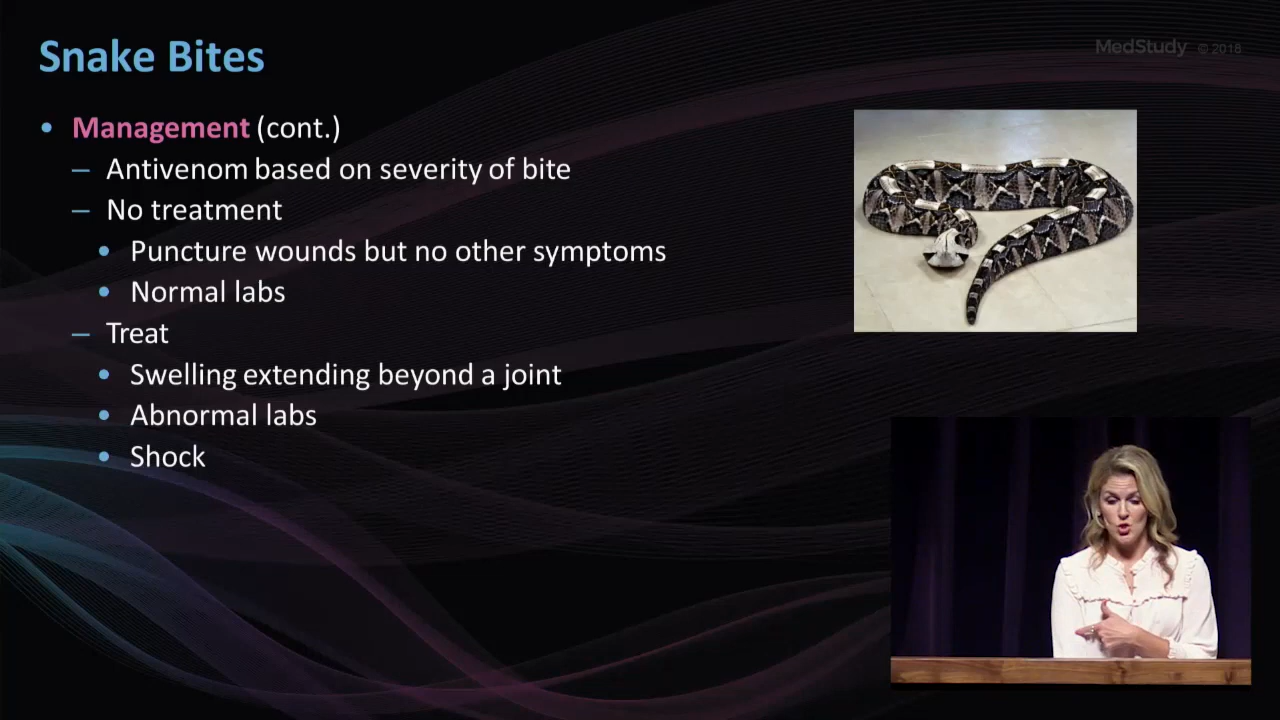 Snake Bites
MedStudy © 2018
• Management (cont.)
– Antivenom based on severity of bite
– No treatment
• Puncture wounds but no other symptoms
• Normal labs
– Treat
• Swelling extending beyond a joint
• Abnormal labs
• Shock